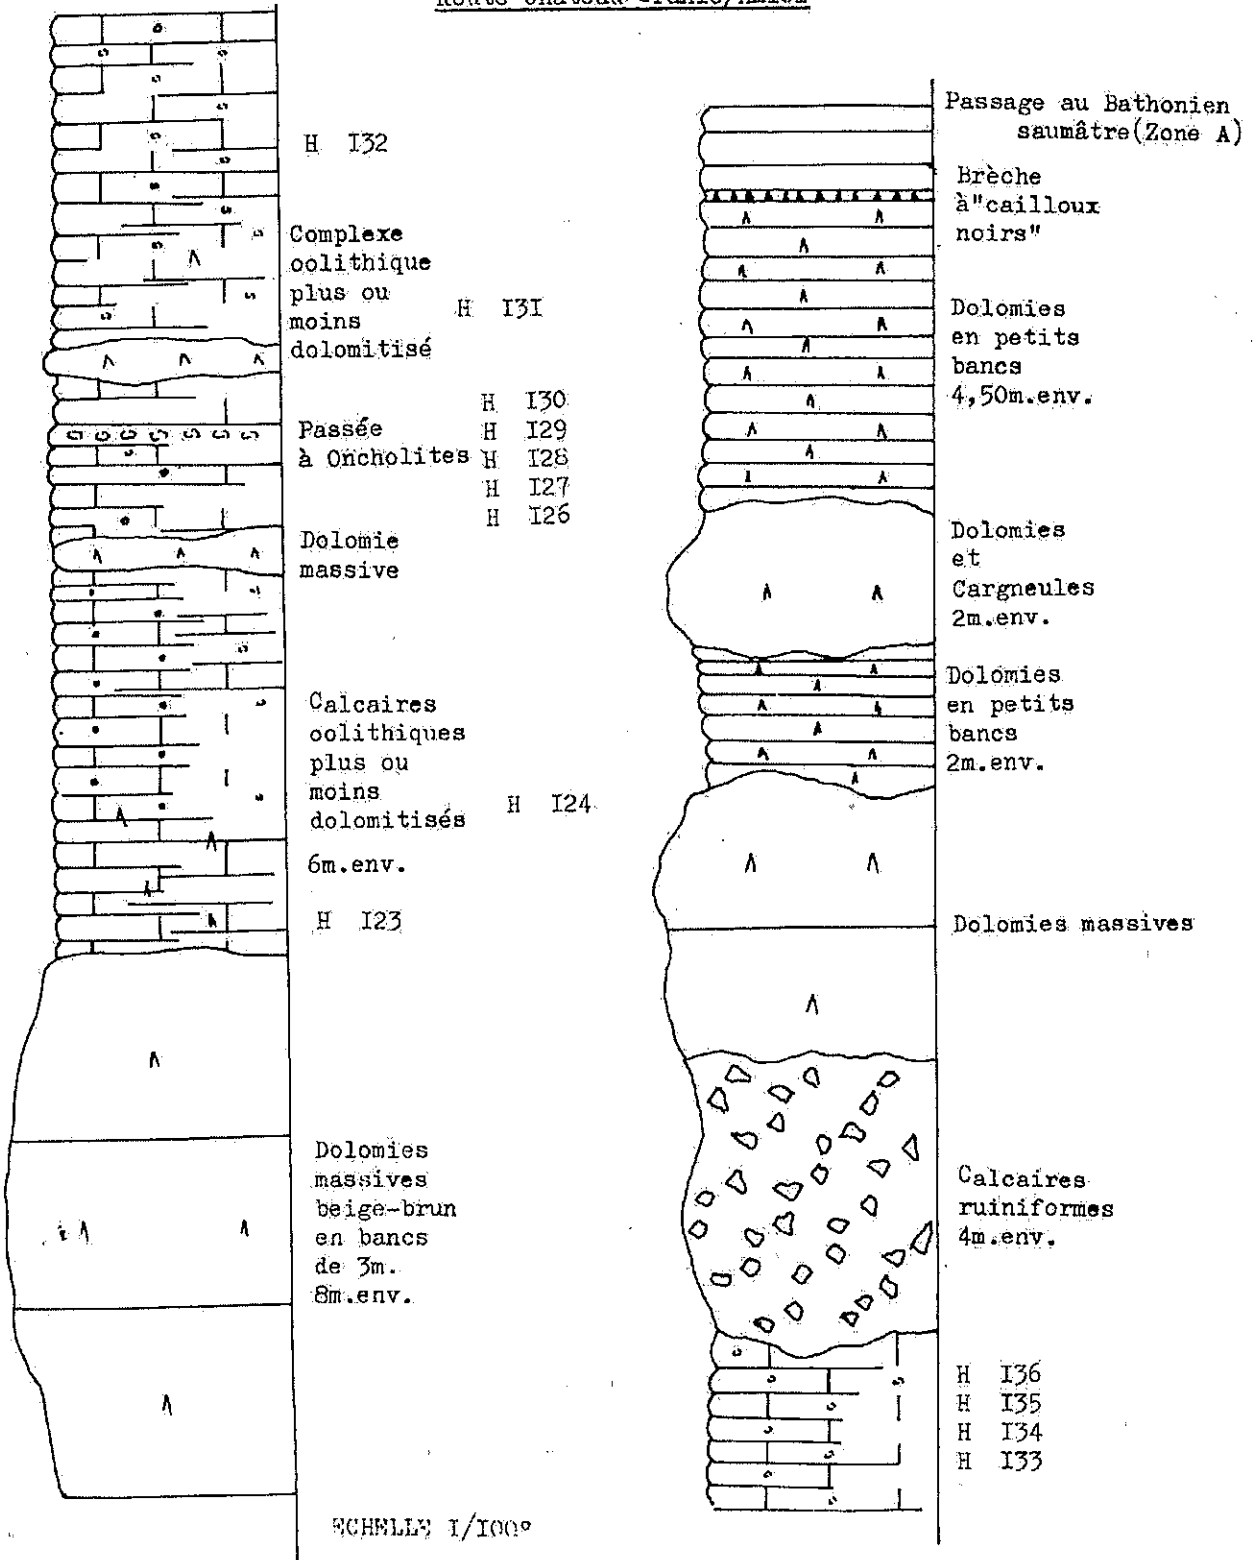 Route
H I32
Complexe
oolithique
plus ou
moins
dolomitisé
H I3I
H I30
H I29
H I28
H I27
H I26
Passée
à Oncholites
Dolomie
massive
Calcaires
oolithiques
plus ou
moins
dolomitisés
H I24
6m.env.
H I23
Dolomies
massives
beige-brun
en bancs
de 3m.
8m.env.
ECHELLE I/I00°
Passage au Bathonien
saumâtre(Zone A)
Brèche
à"cailloux
noirs"
Dolomies
en petits
bancs
4,50m.env.
Dolomies
et
Cargneules
2m.env.
Dolomies
en petits
bancs
2m.env.
Dolomies massives
Calcaires
ruiniformes
4m.env.
H I36
H I35
H I34
H I33